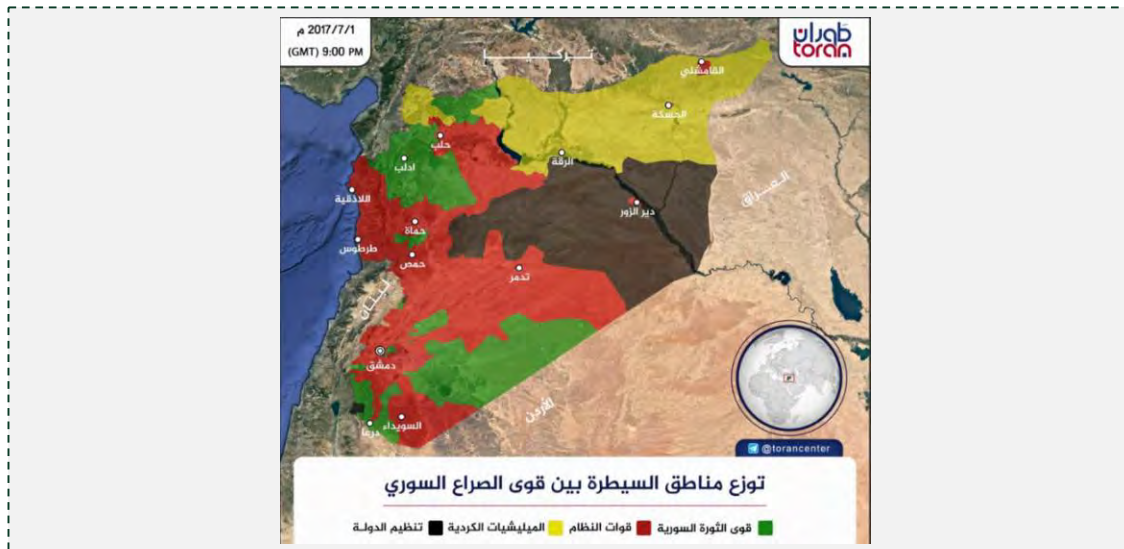 2017/7/1 م
(GMT) 9:00 PM
طوران
toran
تركيا
القامشلي
الحسكة
حلب
الرقة
ادلب
العراق
اللاذقية
دير الزور
حماة
طرطوس
حمص
تدمر
لبنان
دمشق
الأردن
السويداء
درعا
@torancenter
توزع مناطق السيطرة بين قوى الصراع السوري
قوى الثورة السورية قوات النظام الميليشيات الكردية تنظيم الدولة